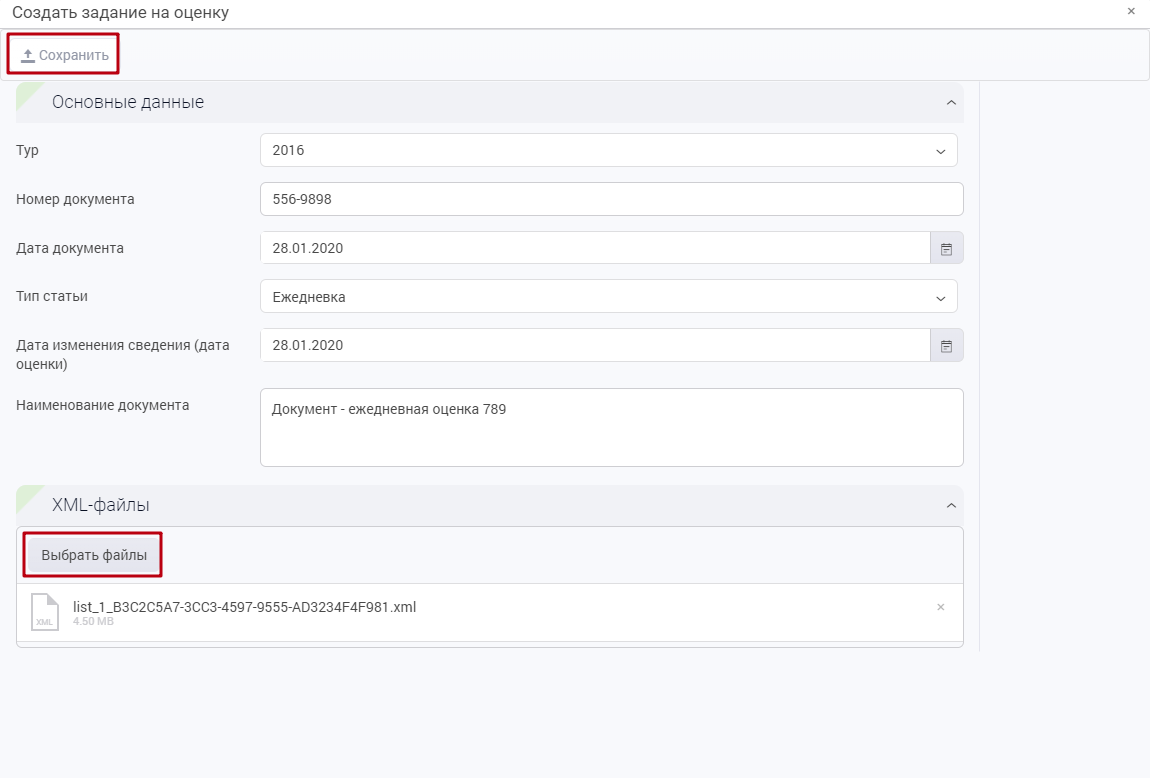 Создать задание на оценку
×
Сохранить
Основные данные
Тур
2016
Номер документа
556-9898
Дата документа
28.01.2020
Тип статьи
Ежедневка
Дата изменения сведения (дата
оценки)
28.01.2020
Наименование документа
Документ - ежедневная оценка 789
XML-файлы
Выбрать файлы
XML
list_1_B3C2C5A7-3CC3-4597-9555-AD3234F4F981.xml
×
4.50 MB